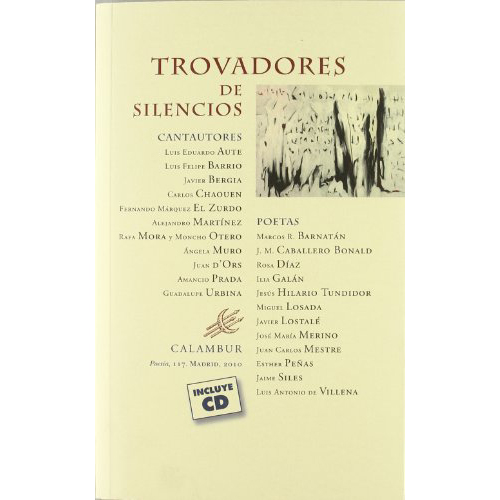 TROVADORES
DE
SILENCIOS
CANTAUTORES
LUIS EDUARDO AUTE
LUIS FELIPE BARRIO
JAVIER BERGIA
CARLOS CHAOUEN
FERNANDO MÁRQUEZ EL ZURDO
ALEJANDRO MARTÍNEZ
RAFA MORA Y MONCHO OTERO
ÁNGELA MURO
JUAN D'ORS
AMANCIO PRADA
GUADALUPE URBINA
CALAMBUR
Poesía, 117. MADRID, 2010
INCLUYE
CD
POETAS
MARCOS R. BARNATÁN
J. M. CABALLERO BONALD
ROSA DÍAZ
ILIA GALÁN
JESÚS HILARIO TUNDIDOR
MIGUEL LOSADA
JAVIER LOSTALÉ
JOSÉ MARÍA MERINO
JUAN CARLOS MESTRE
ESTHER PEÑAS
JAIME SILES
LUIS ANTONIO DE VILLENA